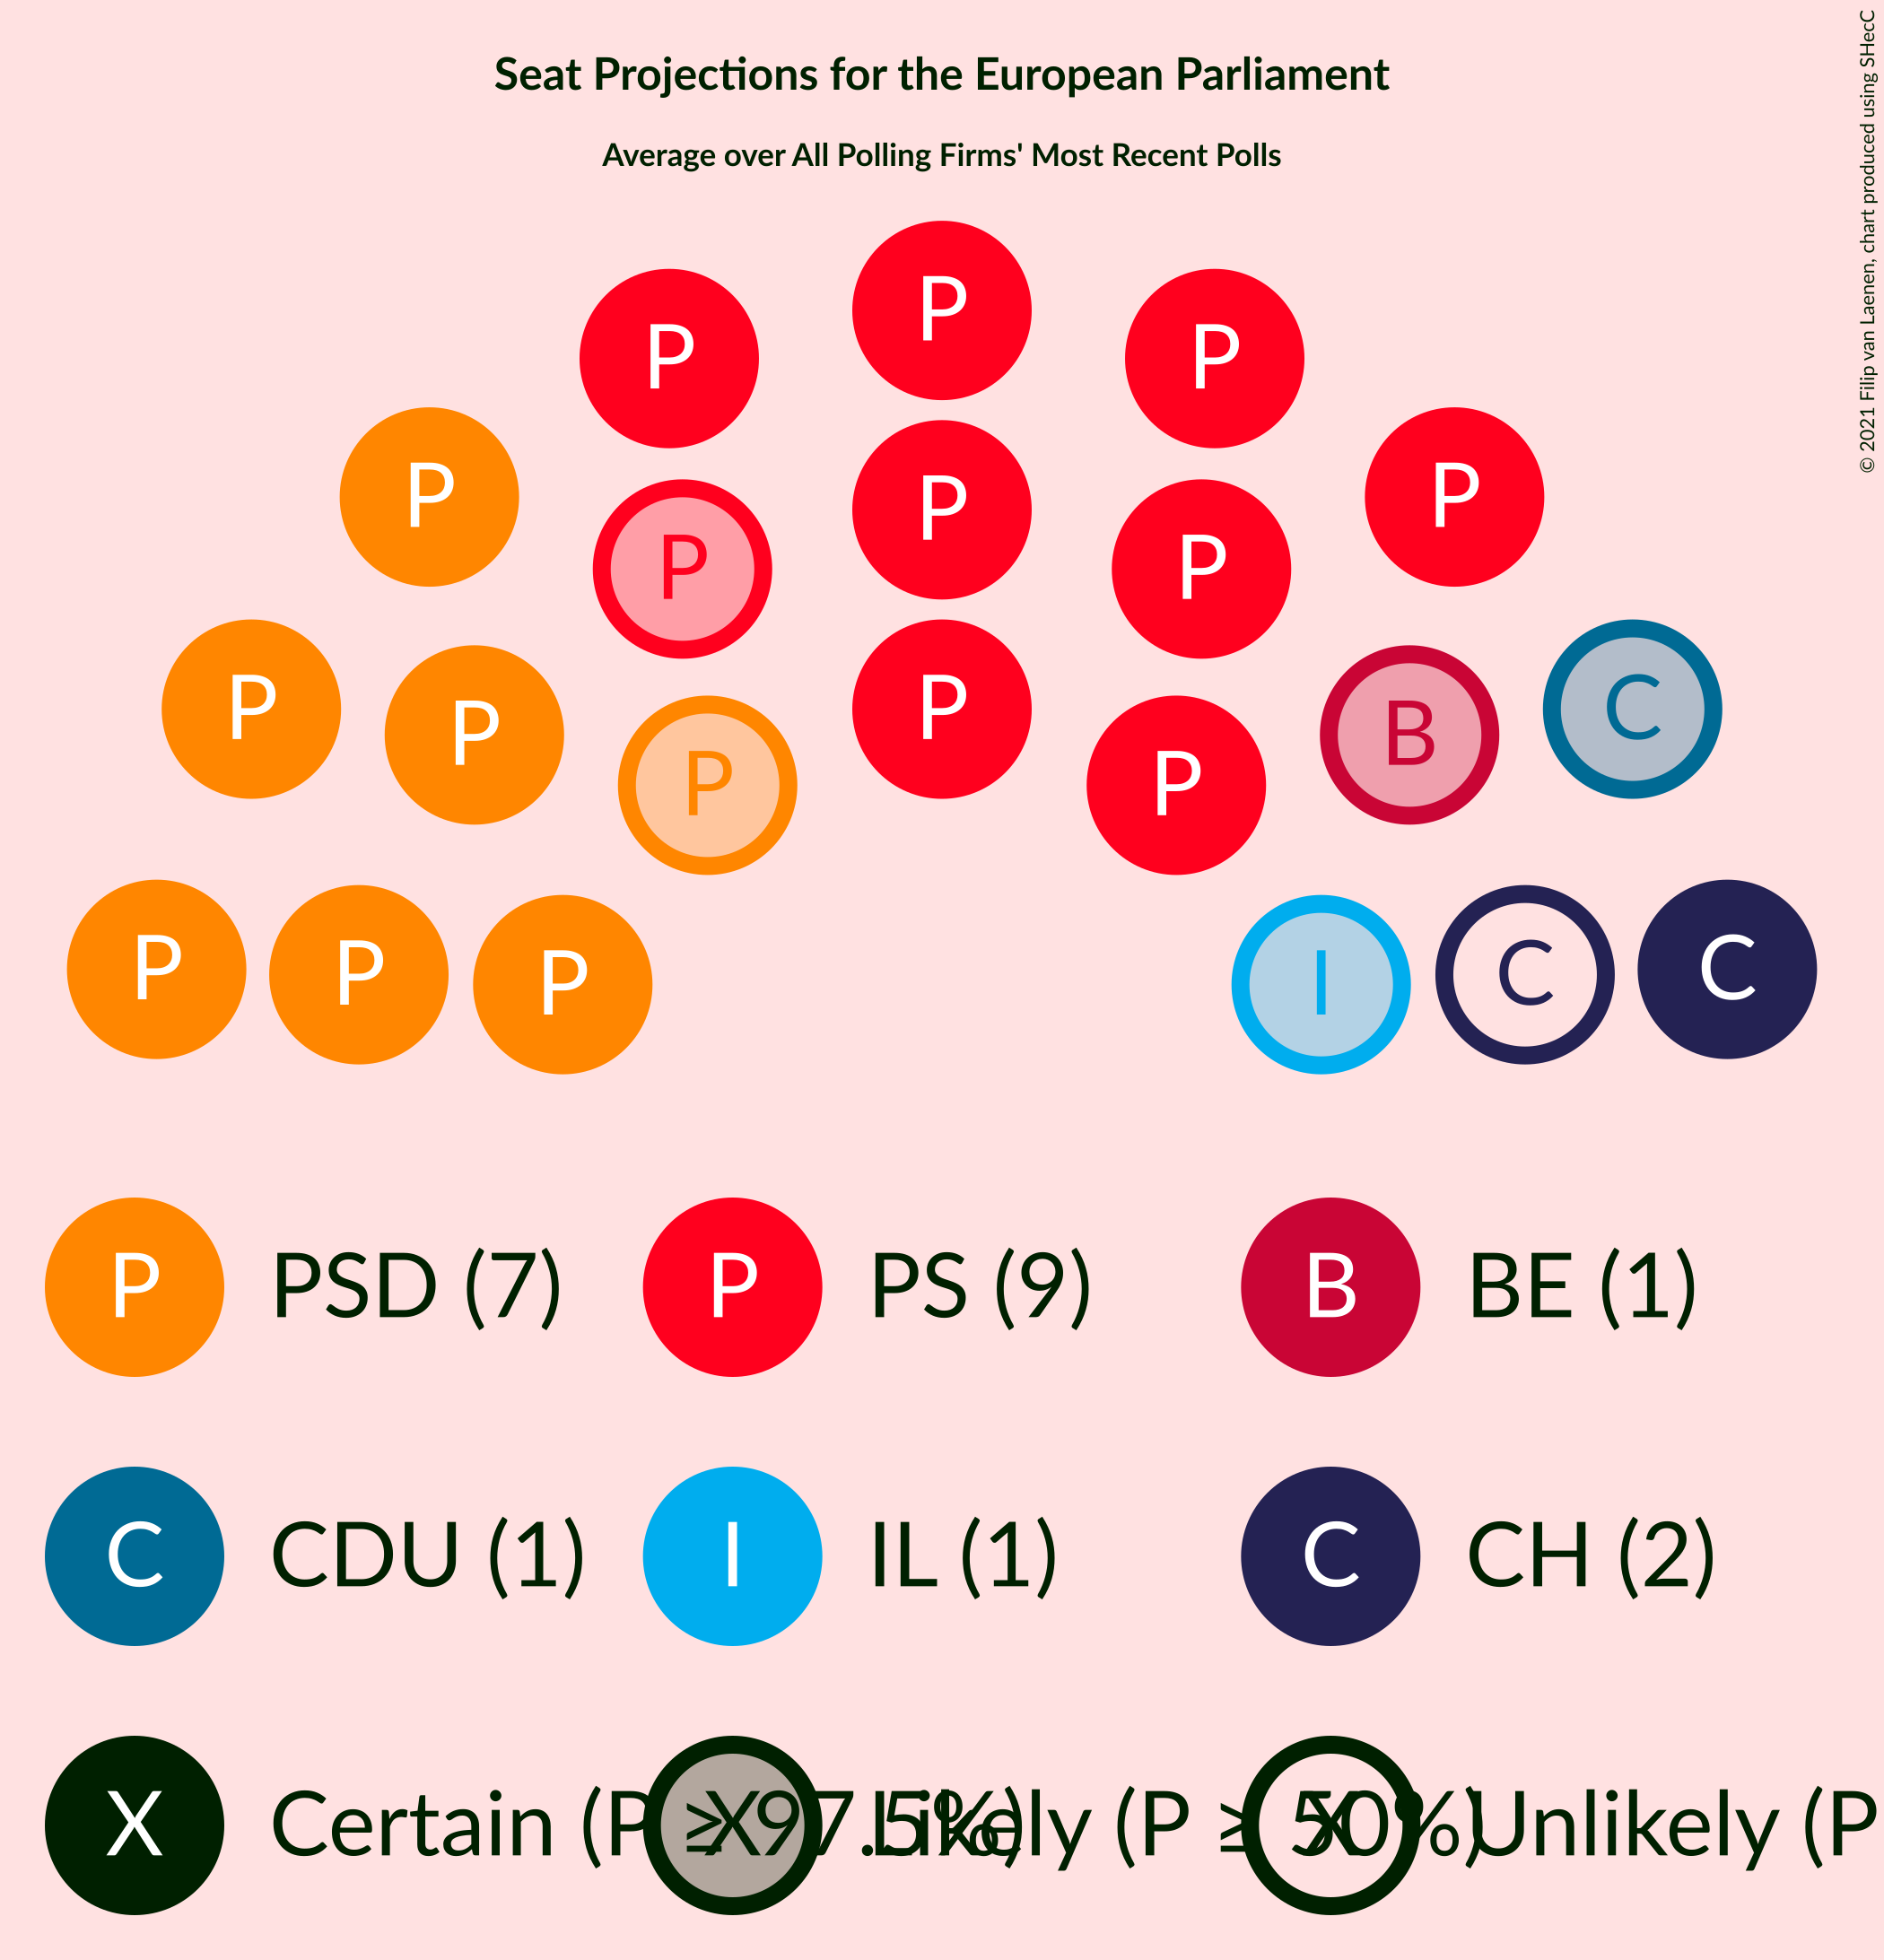 Seat Projections for the European Parliament
Average over All Polling Firms' Most Recent Polls
© 2021 Filip van Laenen, chart produced using SHecC
P
P P
P P
P
P P
P C
P P
P B
P P
P P P I C C
P PSD (7) P PS (9) B BE (1)
C CDU (1) I IL (1) C CH (2)
X Certain (P ≥ 97.5%) X Likely (P ≥ 50%) X Unlikely (P